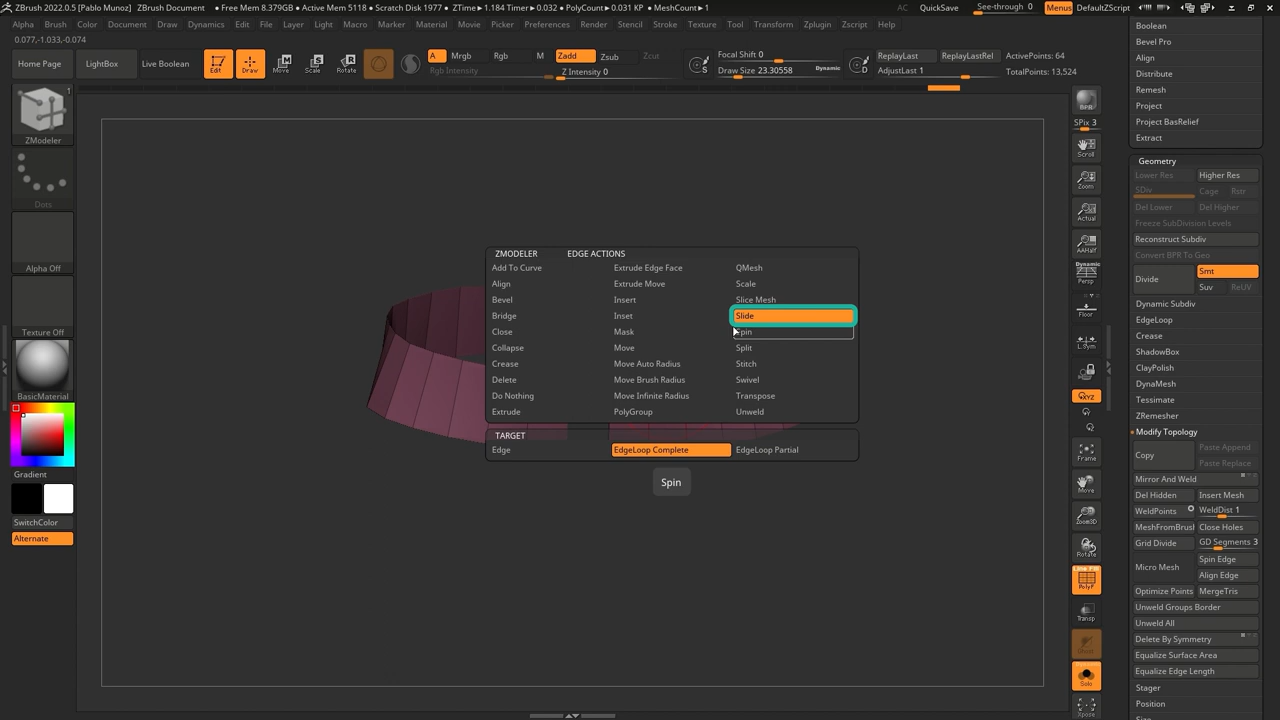 ZBrush 2022.0.5 [Pablo Munoz] ZBrush Document • Free Mem 8.379GB • Active Mem 5118 • Scratch Disk 1977 • ZTime▸1.184 Timer▸0.032 • PolyCount▸0.031 KP • MeshCount▸1 AC QuickSave See-through 0 Menus DefaultZScript
Alpha Brush Color Document Draw Dynamics Edit File Layer Light Macro Marker Material Movie Picker Preferences Render Stencil Stroke Texture Tool Transform Zplugin Zscript Help
0.077,-1.033,-0.074
Home Page LightBox Live Boolean Edit Draw Move Scale Rotate
A Mrgb Rgb M Zadd Zsub Zcut
Rgb Intensity Z Intensity 0
S Focal Shift 0
Draw Size 23.30558 Dynamic
D ReplayLast ReplayLastRel ActivePoints: 64
AdjustLast 1 TotalPoints: 13,524
1
ZModeler
Dots
Alpha Off
Texture Off
BasicMaterial
Gradient
SwitchColor
Alternate
ZMODELER EDGE ACTIONS
Add To Curve Extrude Edge Face QMesh
Align Extrude Move Scale
Bevel Insert Slice Mesh
Bridge Inset Slide
Close Mask Spin
Collapse Move Split
Crease Move Auto Radius Stitch
Delete Move Brush Radius Swivel
Do Nothing Move Infinite Radius Transpose
Extrude PolyGroup Unweld
TARGET
Edge EdgeLoop Complete EdgeLoop Partial
Spin
BPR
SPix 3
Scroll
Zoom
Actual
AAHalf
Dynamic
Persp
Floor
L.Sym
XYZ
Frame
Move
Zoom3D
Rotate
Line Fill
PolyF
Transp
Solo
Xpose
Boolean
Bevel Pro
Align
Distribute
Remesh
Project
Project BasRelief
Extract
Geometry
Lower Res Higher Res
SDiv Cage Rstr
Del Lower Del Higher
Freeze SubDivision Levels
Reconstruct Subdiv
Convert BPR To Geo
Divide Smt
Suv ReUV
Dynamic Subdiv
EdgeLoop
Crease
ShadowBox
ClayPolish
DynaMesh
Tessimate
ZRemesher
Modify Topology
Copy Paste Append
Paste Replace
Mirror And Weld
Del Hidden Insert Mesh
WeldPoints WeldDist 1
MeshFromBrush Close Holes
Grid Divide GD Segments 3
Micro Mesh Spin Edge
Align Edge
Optimize Points MergeTris
Unweld Groups Border
Unweld All
Delete By Symmetry
Equalize Surface Area
Equalize Edge Length
Stager
Position